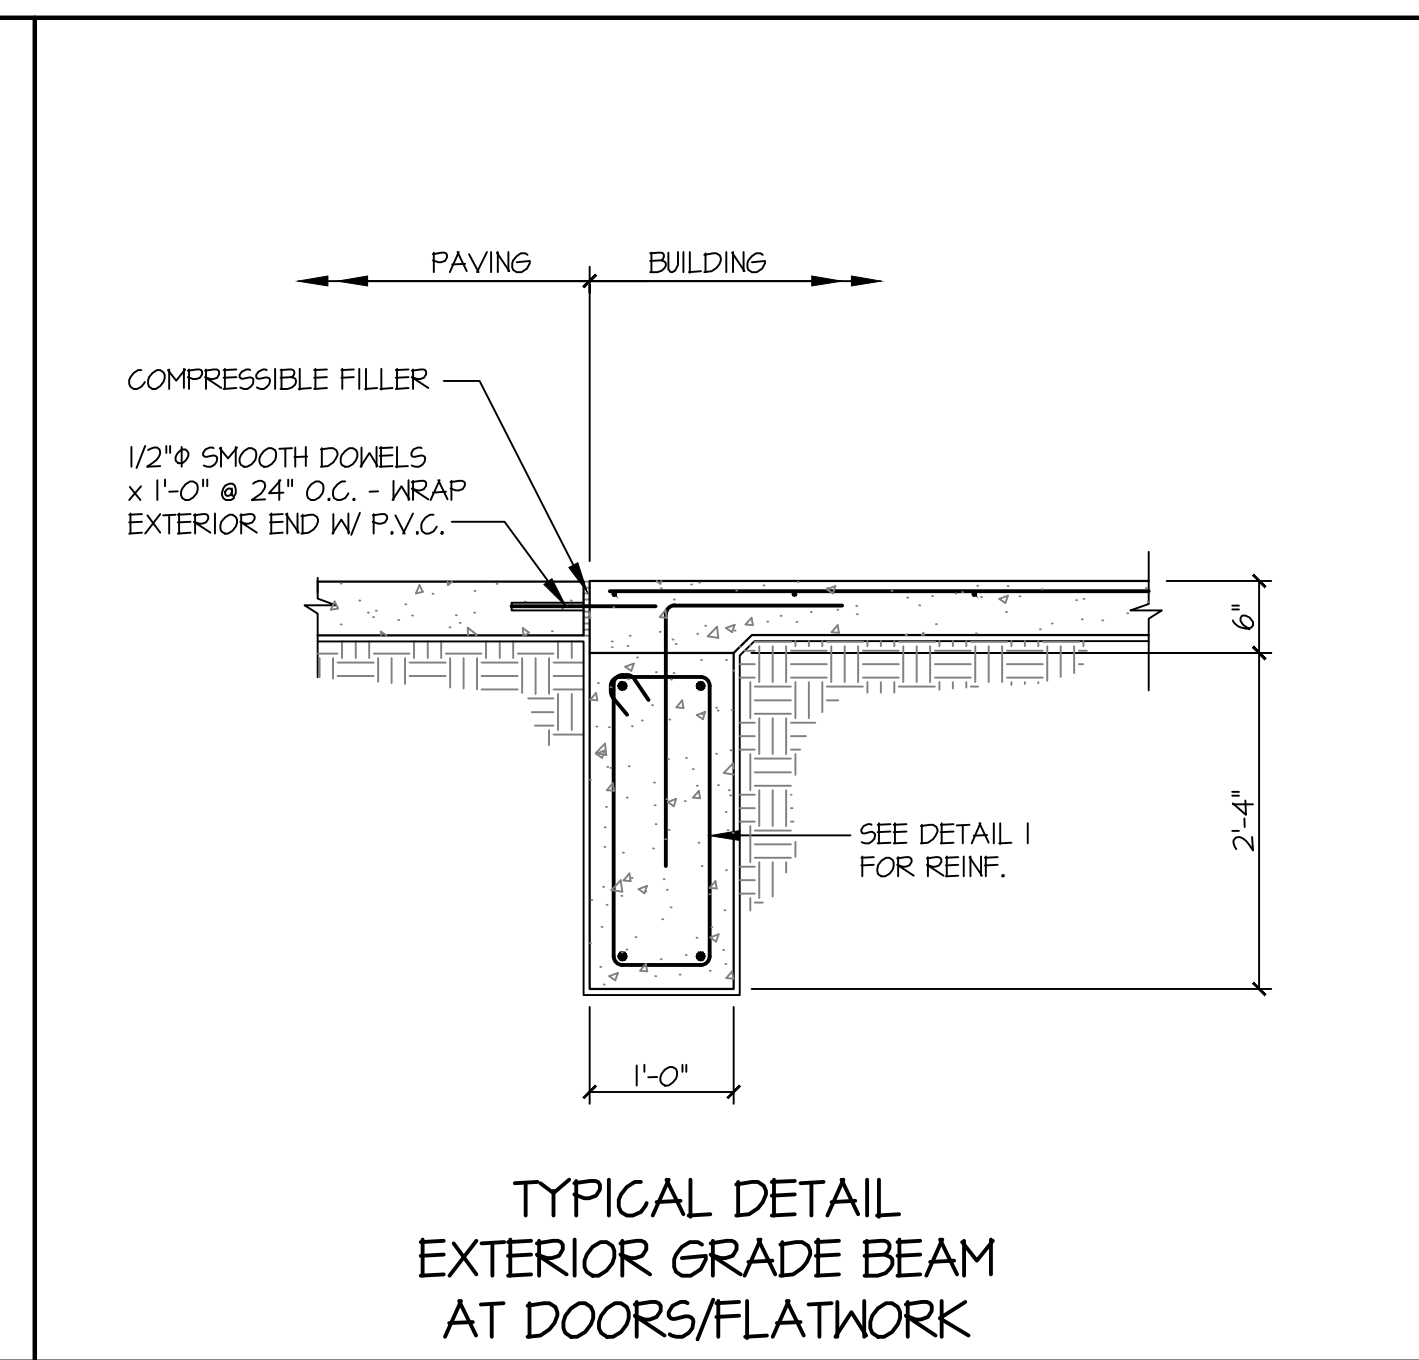 PAVING
BUILDING
COMPRESSIBLE FILLER
1/2"Φ SMOOTH DOWELS
x 1'-0" @ 24" O.C. - WRAP
EXTERIOR END W/ P.V.C.
6"
2'-4"
SEE DETAIL 1
FOR REINF.
1'-0"
TYPICAL DETAIL
EXTERIOR GRADE BEAM
AT DOORS/FLATWORK